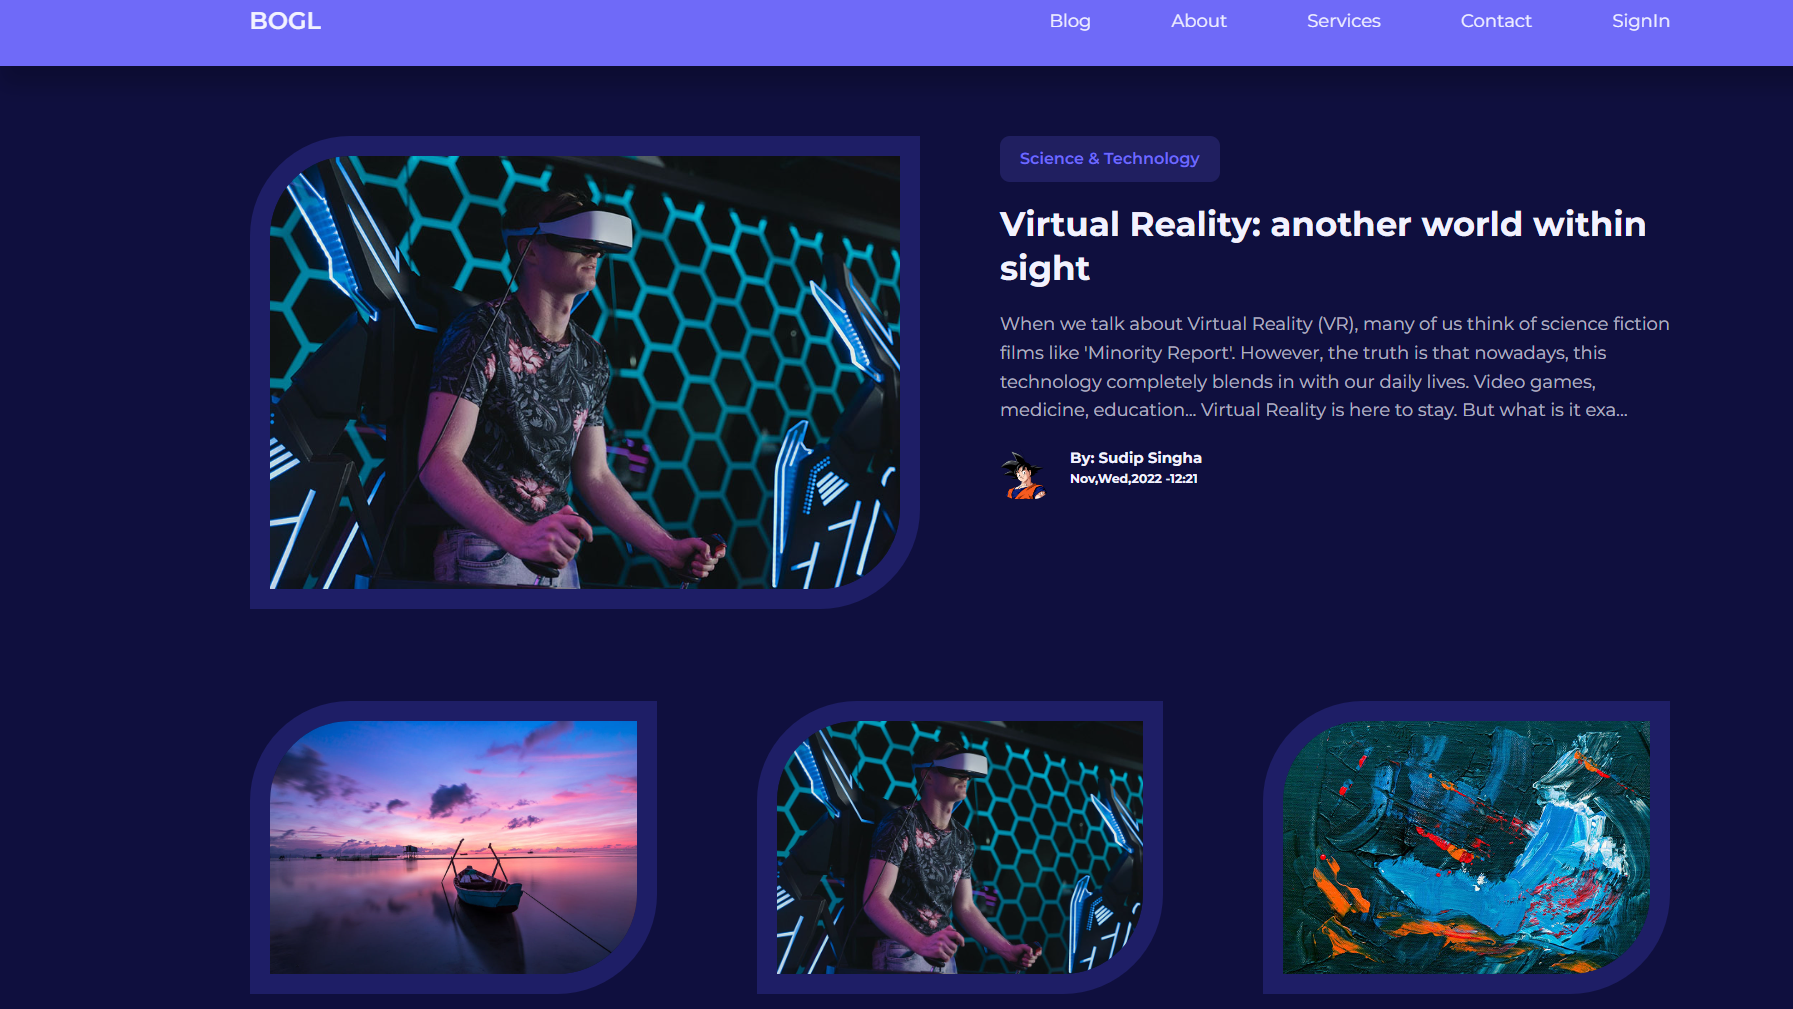 BOGL
Blog
About
Services
Contact
SignIn
Science & Technology
Virtual Reality: another world within
sight
When we talk about Virtual Reality (VR), many of us think of science fiction
films like 'Minority Report'. However, the truth is that nowadays, this
technology completely blends in with our daily lives. Video games,
medicine, education... Virtual Reality is here to stay. But what is it exa...
By: Sudip Singha
Nov,Wed,2022 -12:21